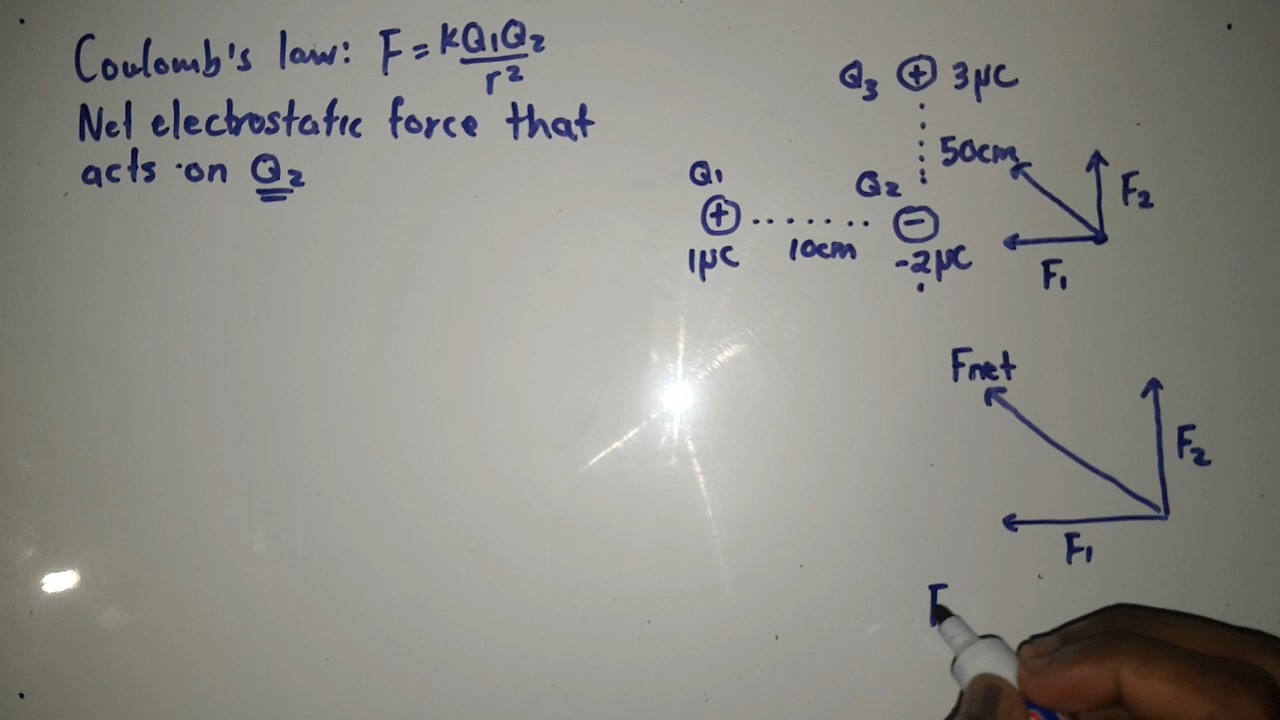 Coulomb's law: F = kQ₁Q₂/r²
Net electrostatic force that
acts on Q₂
Q₃ + 3μC
50cm
Q₁
Q₂
+
−
1μC
10cm
-2μC
F₂
F₁
Fnet
F₂
F₁
F